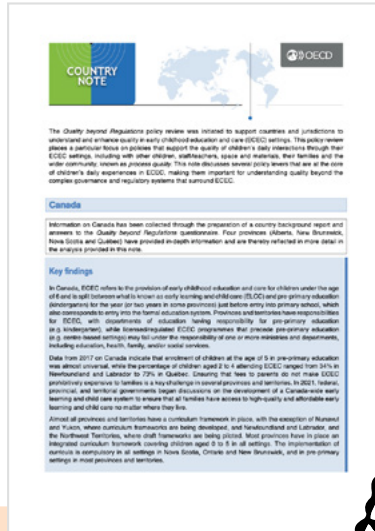 COUNTRY
NOTE
OECD
The Quality beyond Regulations policy review was initiated to support countries and jurisdictions to
understand and enhance quality in early childhood education and care (ECEC) settings. This policy review
places a particular focus on policies that support the quality of children's daily interactions through their
ECEC settings, including with other children, staff/teachers, space and materials, their families and the
wider community, known as process quality. This note discusses several policy levers that are at the core
of children's daily experiences in ECEC, making them important for understanding quality beyond the
complex governance and regulatory systems that surround ECEC.
Canada
Information on Canada has been collected through the preparation of a country background report and
answers to the Quality beyond Regulations questionnaire. Four provinces (Alberta, New Brunswick,
Nova Scotia and Québec) have provided in-depth information and are thereby reflected in more detail in
the analysis provided in this note.
Key findings
In Canada, ECEC refers to the provision of early childhood education and care for children under the age
of 6 and is split between what is known as early learning and child care (ELCC) and pre-primary education
(kindergarten) for the year (or two years in some provinces) just before entry into primary school, which
also corresponds to entry into the formal education system. Provinces and territories have responsibilities
for ECEC, with departments of education having responsibility for pre-primary education
(e.g. kindergarten), while licensed/regulated ECEC programmes that precede pre-primary education
(e.g. centre-based settings) may fall under the responsibility of one or more ministries and departments,
including education, health, family, and/or social services.
Data from 2017 on Canada indicate that enrolment of children at the age of 5 in pre-primary education
was almost universal, while the percentage of children aged 2 to 4 attending ECEC ranged from 34% in
Newfoundland and Labrador to 73% in Québec. Ensuring that fees to parents do not make ECEC
prohibitively expensive to families is a key challenge in several provinces and territories. In 2021, federal,
provincial, and territorial governments began discussions on the development of a Canada-wide early
learning and child care system to ensure that all families have access to high-quality and affordable early
learning and child care no matter where they live.
Almost all provinces and territories have a curriculum framework in place, with the exception of Nunavut
and Yukon, where curriculum frameworks are being developed, and Newfoundland and Labrador, and
the Northwest Territories, where draft frameworks are being piloted. Most provinces have in place an
integrated curriculum framework covering children aged 0 to 5 in all settings. The implementation of
curricula is compulsory in all settings in Nova Scotia, Ontario and New Brunswick, and in pre-primary
settings in most provinces and territories.